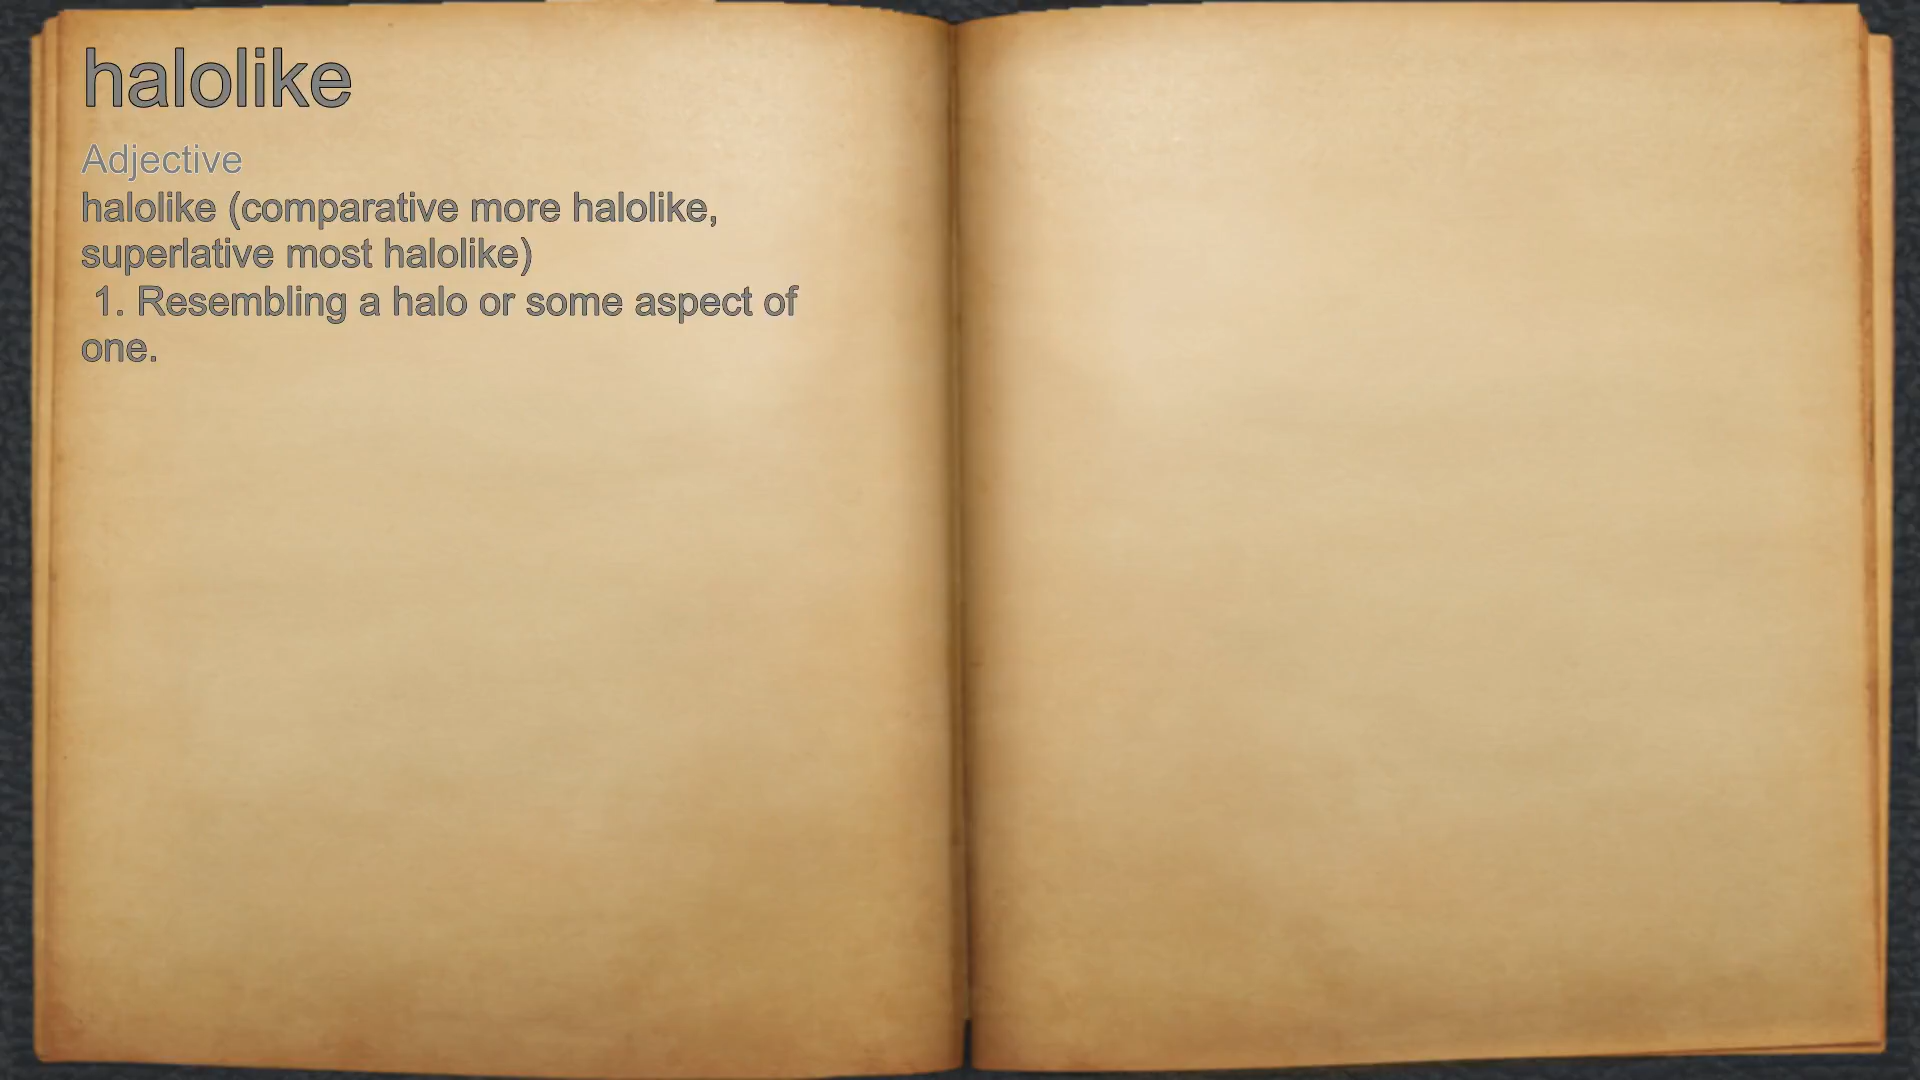 halolike
Adjective
halolike (comparative more halolike,
superlative most halolike)
1. Resembling a halo or some aspect of
one.